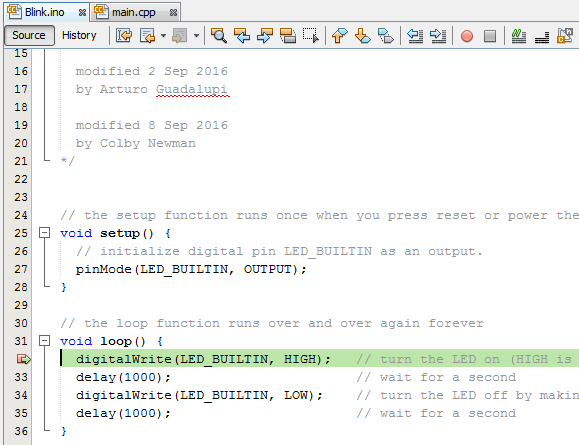 Blink.ino main.cpp
Source History
15
16 modified 2 Sep 2016
17 by Arturo Guadalupi
18
19 modified 8 Sep 2016
20 by Colby Newman
21 */
22
23
24 // the setup function runs once when you press reset or power the
25 void setup() {
26 // initialize digital pin LED_BUILTIN as an output.
27 pinMode(LED_BUILTIN, OUTPUT);
28 }
29
30 // the loop function runs over and over again forever
31 void loop() {
digitalWrite(LED_BUILTIN, HIGH); // turn the LED on (HIGH is
33 delay(1000); // wait for a second
34 digitalWrite(LED_BUILTIN, LOW); // turn the LED off by makin
35 delay(1000); // wait for a second
36 }